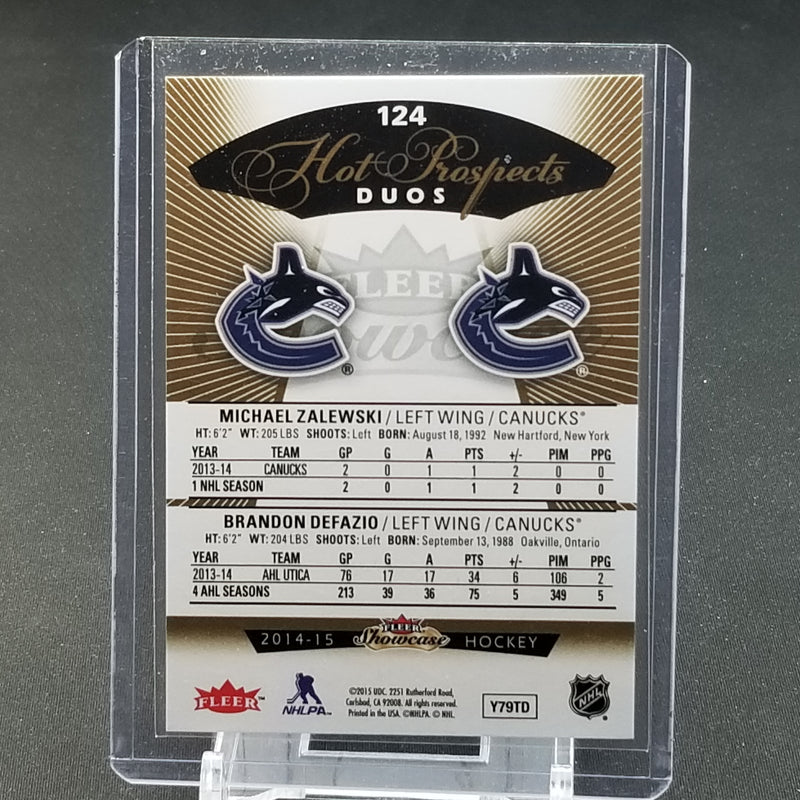 124
Hot Prospects
DUOS
FLEER
Showcase
MICHAEL ZALEWSKI / LEFT WING / CANUCKS®
HT: 6'2" WT: 205 LBS SHOOTS: Left BORN: August 18, 1992 New Hartford, New York
YEAR TEAM GP G A PTS +/- PIM PPG
2013-14 CANUCKS 2 0 1 1 2 0 0
1 NHL SEASON 2 0 1 1 2 0 0
BRANDON DEFAZIO / LEFT WING / CANUCKS®
HT: 6'2" WT: 204 LBS SHOOTS: Left BORN: September 13, 1988 Oakville, Ontario
YEAR TEAM GP G A PTS +/- PIM PPG
2013-14 AHL UTICA 76 17 17 34 6 106 2
4 AHL SEASONS 213 39 36 75 5 349 5
2014-15 FLEER Showcase HOCKEY
FLEER™
NHLPA™
©2015 UDC. 2251 Rutherford Road,
Carlsbad, CA 92008. All rights reserved.
Printed in the USA. ©NHLPA. © NHL.
Y79TD
NHL®